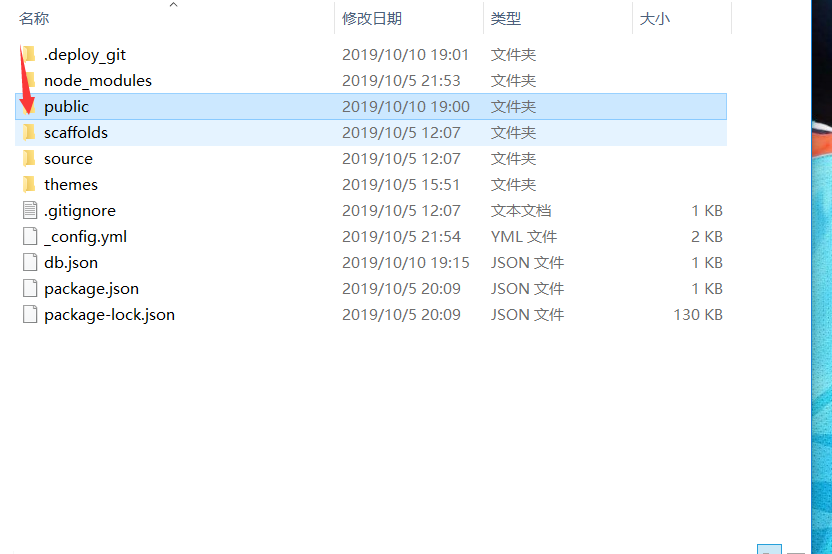 名称 修改日期 类型 大小
.deploy_git 2019/10/10 19:01 文件夹
node_modules 2019/10/5 21:53 文件夹
public 2019/10/10 19:00 文件夹
scaffolds 2019/10/5 12:07 文件夹
source 2019/10/5 12:07 文件夹
themes 2019/10/5 15:51 文件夹
.gitignore 2019/10/5 12:07 文本文档 1 KB
_config.yml 2019/10/5 21:54 YML 文件 2 KB
db.json 2019/10/10 19:15 JSON 文件 1 KB
package.json 2019/10/5 20:09 JSON 文件 1 KB
package-lock.json 2019/10/5 20:09 JSON 文件 130 KB